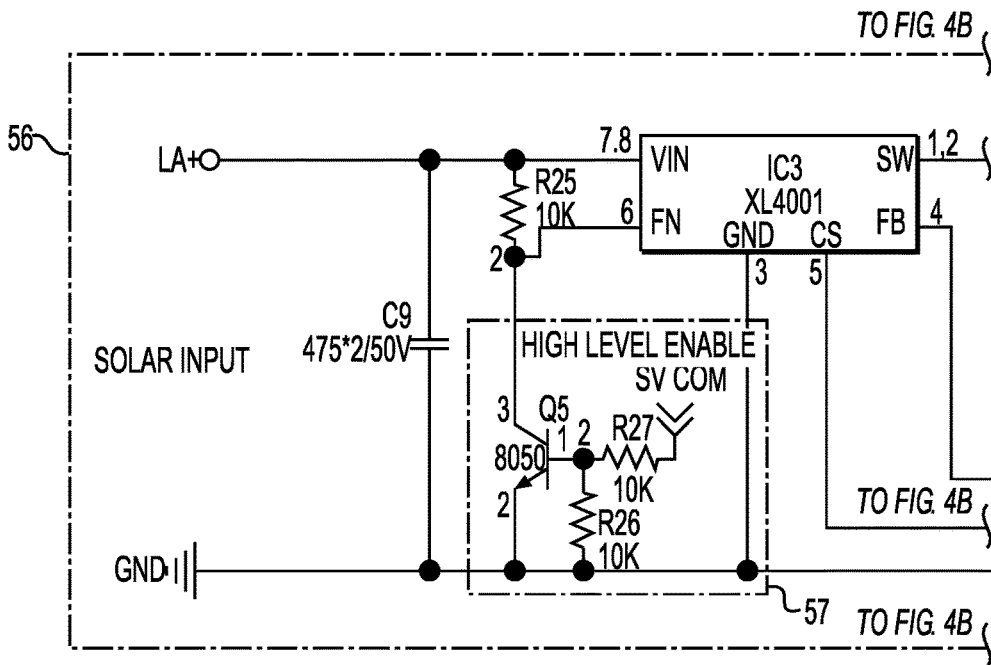 TO FIG. 4B
56
LA+
7.8
VIN
IC3
XL4001
SW
1,2
R25
10K
6
FN
FB
4
GND
CS
2
3
5
C9
475*2/50V
HIGH LEVEL ENABLE
SV COM
SOLAR INPUT
3
Q5
1
2
R27
8050
10K
2
R26
10K
TO FIG. 4B
GND
57
TO FIG. 4B